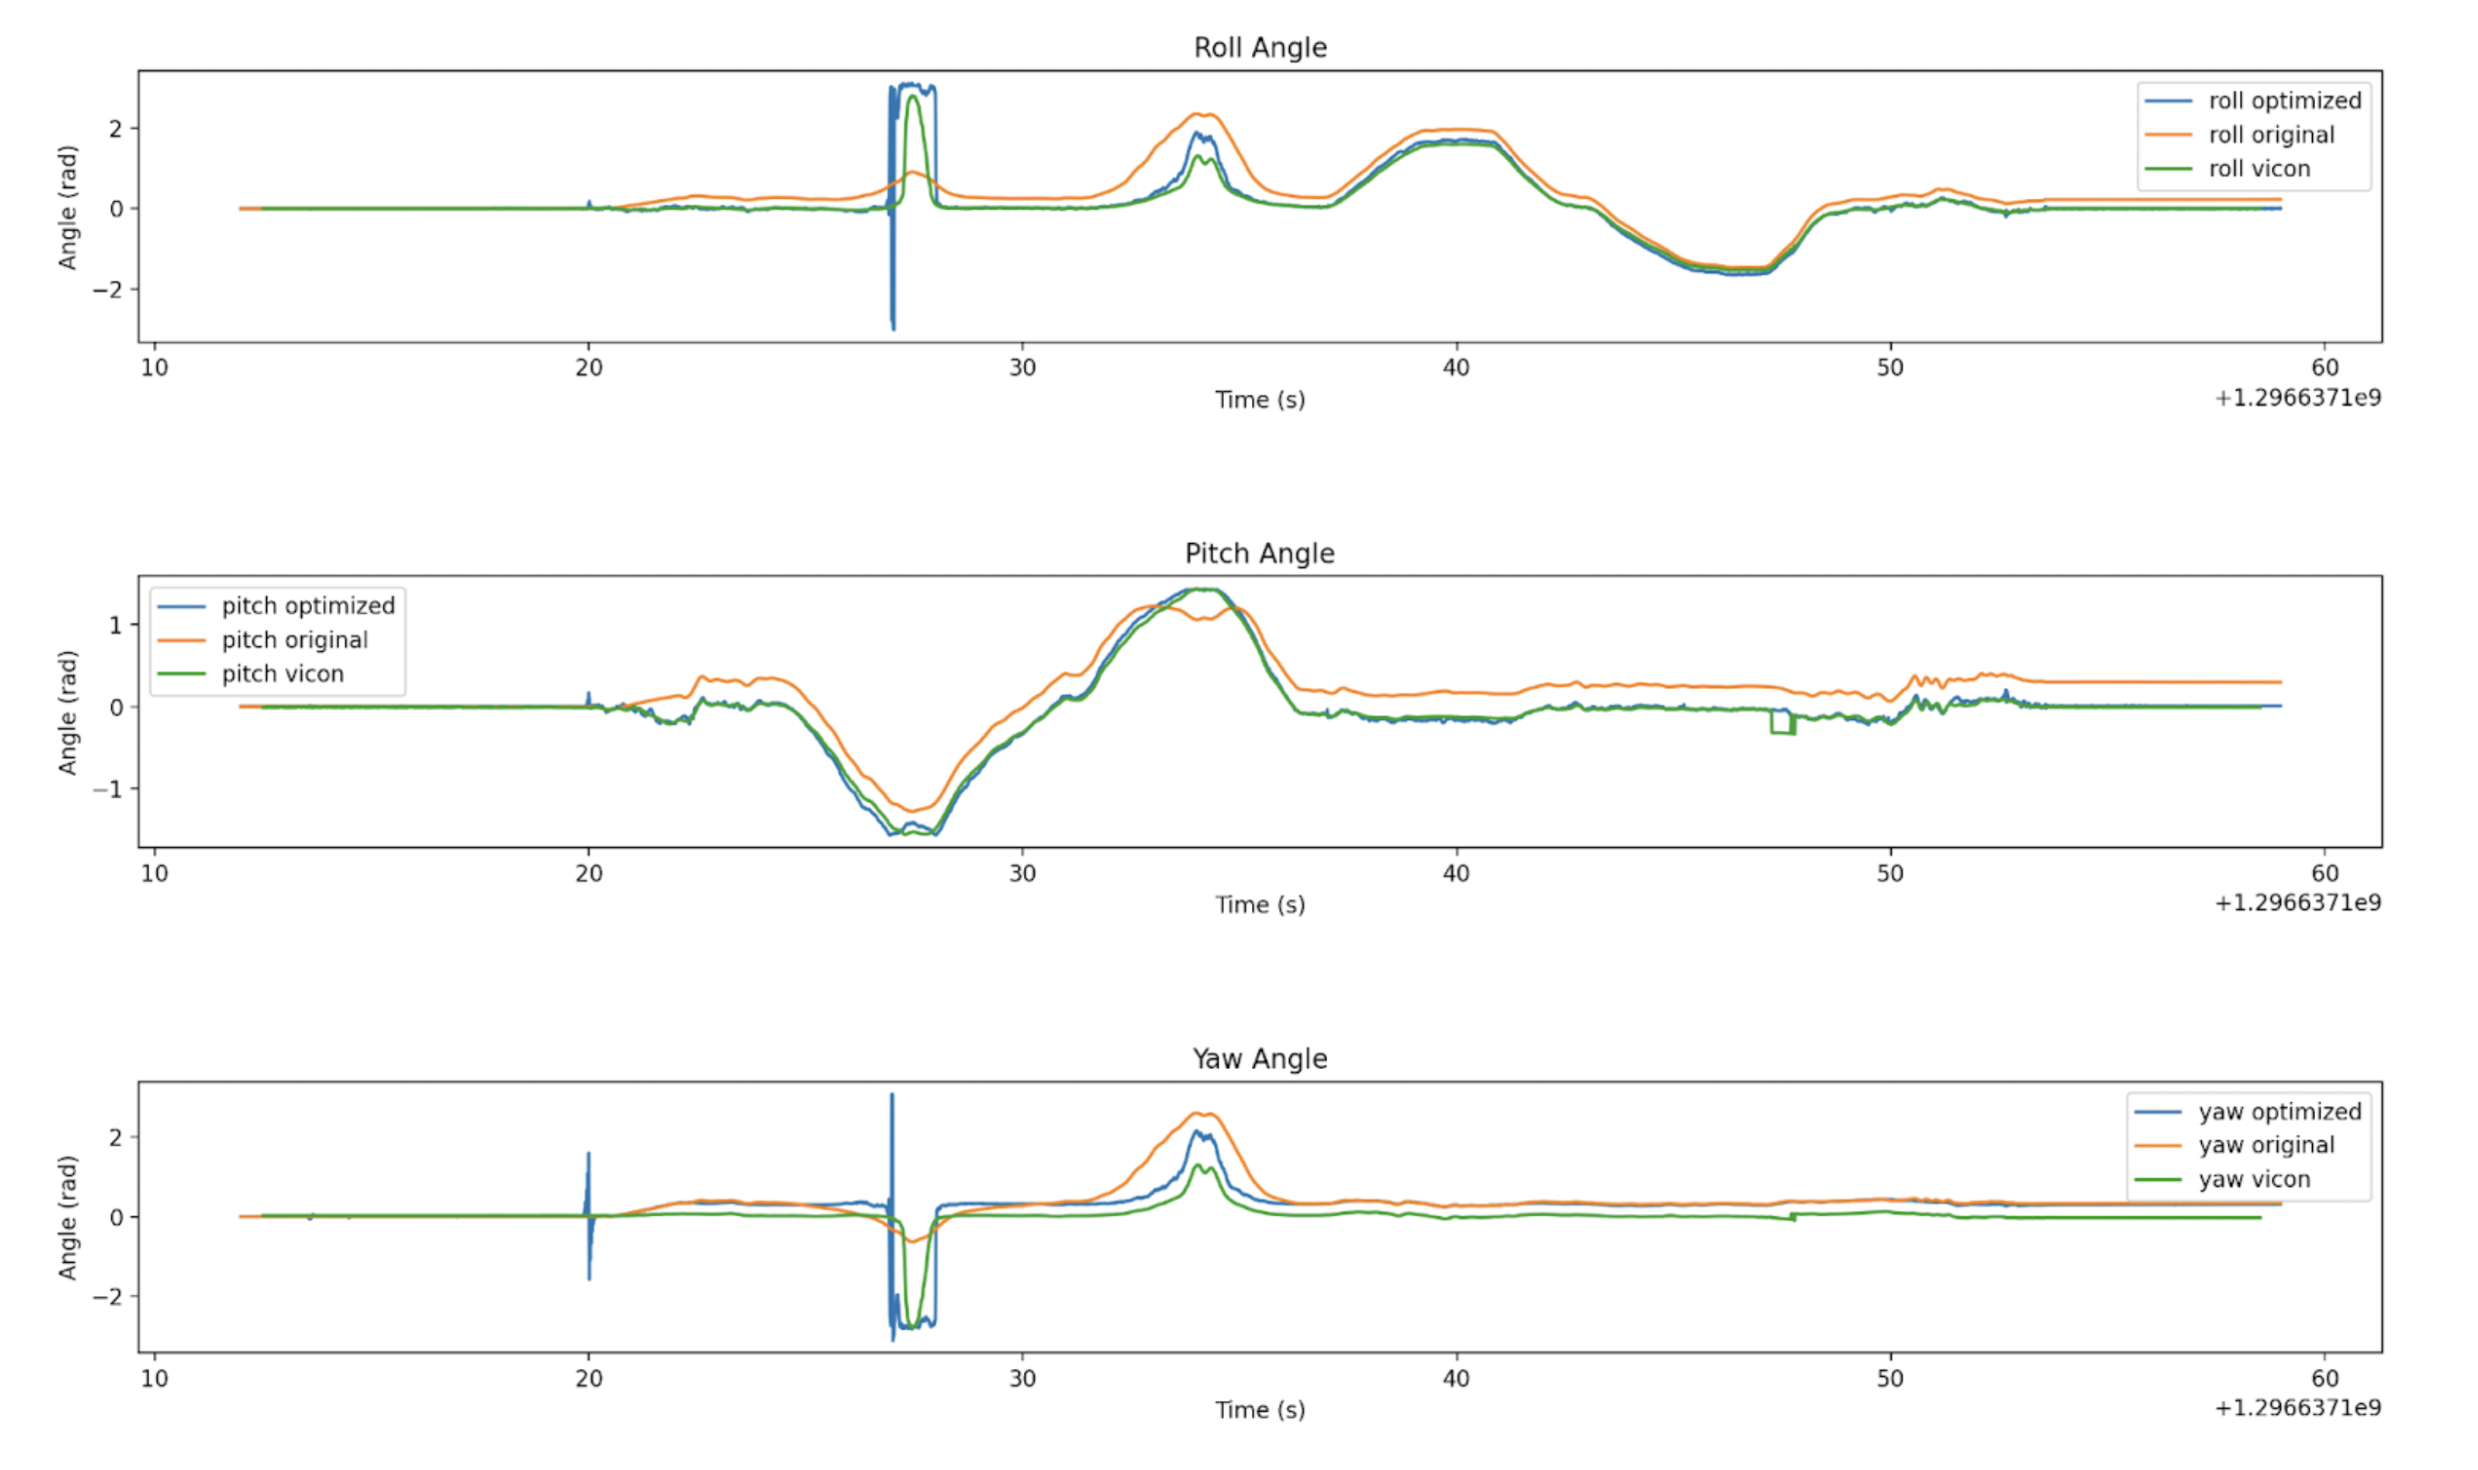 Roll Angle
roll optimized
roll original
roll vicon
Angle (rad)
2
0
−2
10 20 30 40 50 60
Time (s)
+1.2966371e9
Pitch Angle
pitch optimized
pitch original
pitch vicon
Angle (rad)
1
0
−1
10 20 30 40 50 60
Time (s)
+1.2966371e9
Yaw Angle
yaw optimized
yaw original
yaw vicon
Angle (rad)
2
0
−2
10 20 30 40 50 60
Time (s)
+1.2966371e9